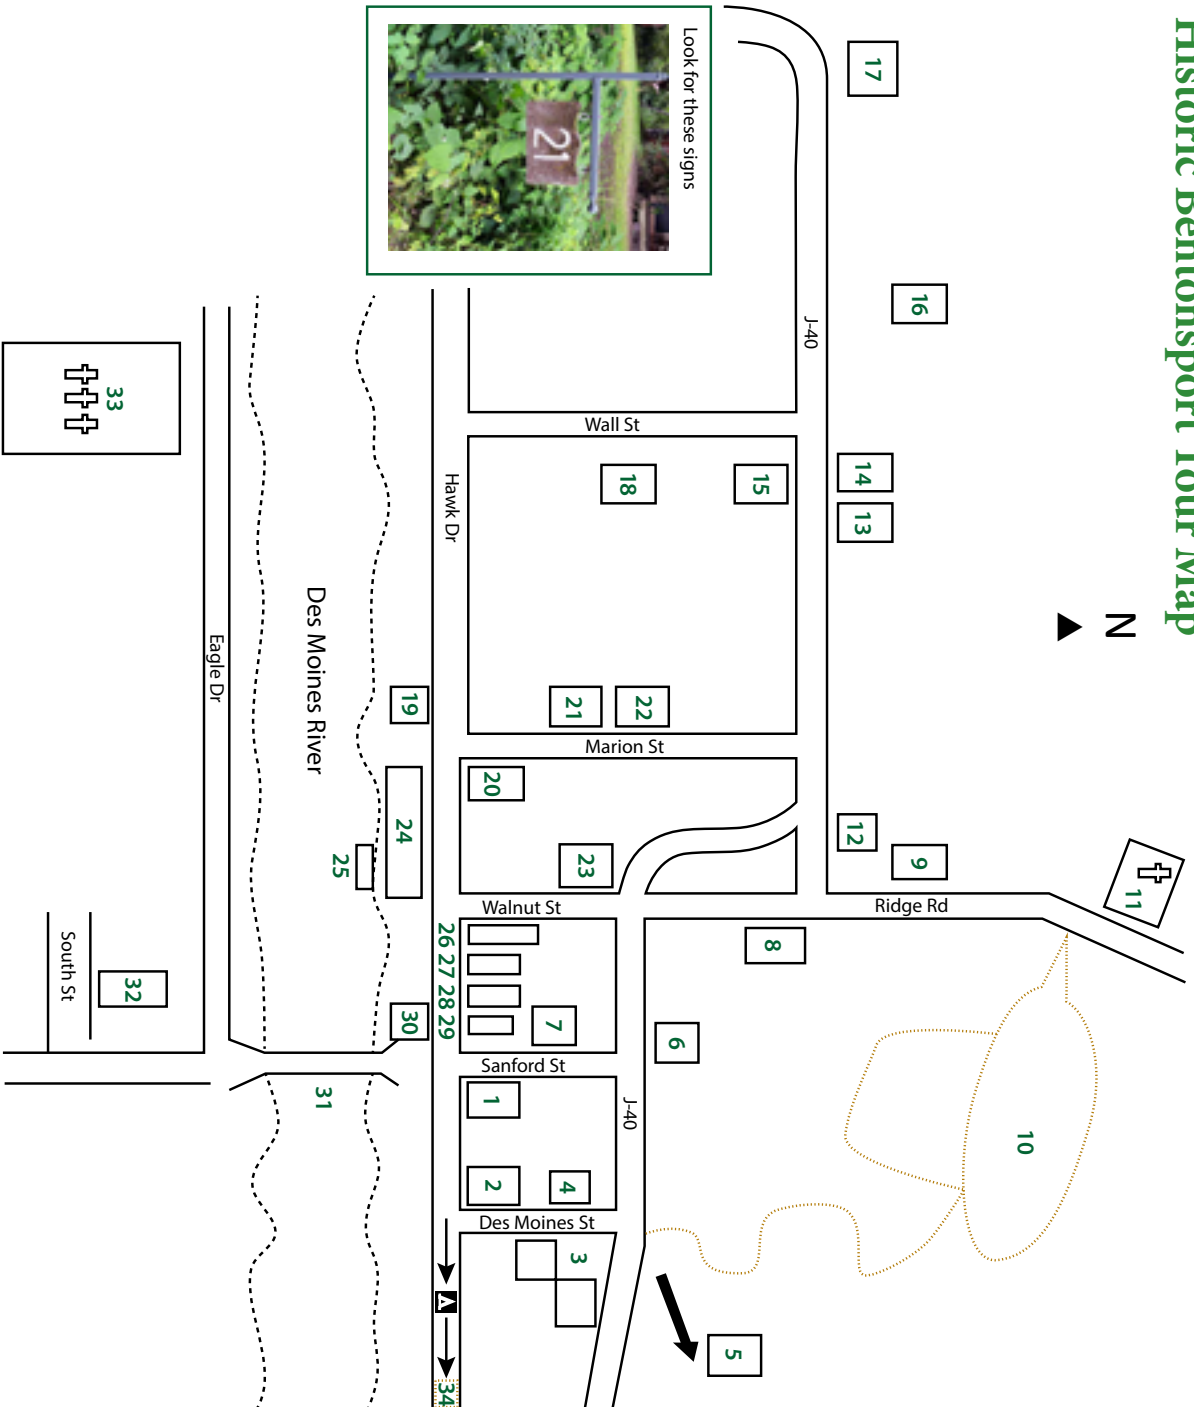 Historic Bentonsport Tour Map
N
Look for these signs
21
17
16
J-40
Wall St
14
13
15
18
Hawk Dr
33
Eagle Dr
Des Moines River
19
21
22
Marion St
20
24
25
23
12
9
11
Ridge Rd
Walnut St
8
26 27 28 29
7
30
6
10
South St
32
31
Sanford St
1
J-40
2
4
Des Moines St
3
5
A
34